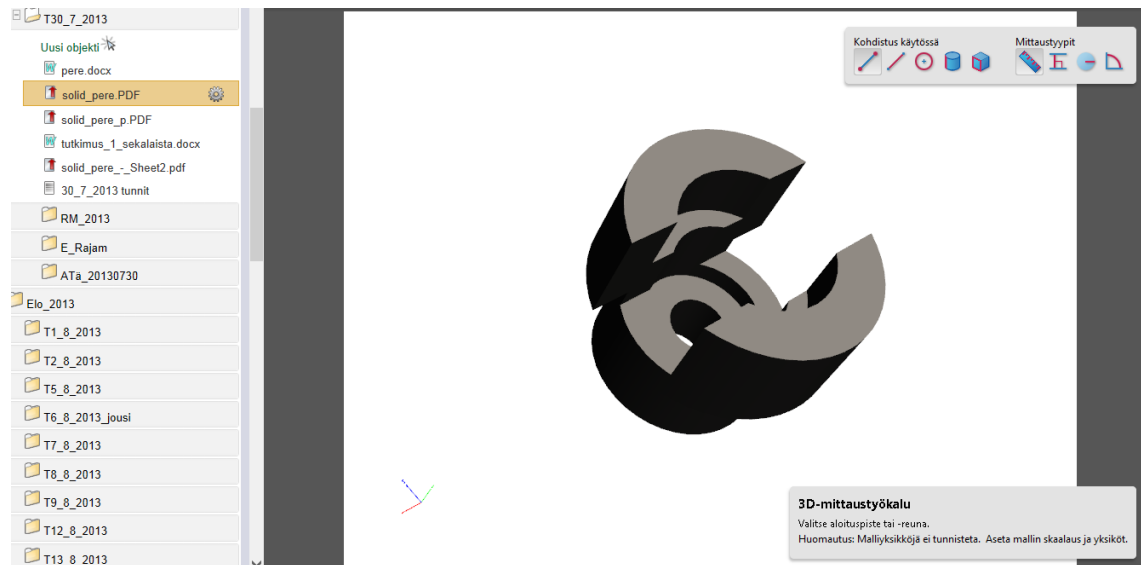 T30_7_2013
Uusi objekti
pere.docx
solid_pere.PDF
solid_pere_p.PDF
tutkimus_1_sekalaista.docx
solid_pere_-_Sheet2.pdf
30_7_2013 tunnit
RM_2013
E_Rajam
ATä_20130730
Elo_2013
T1_8_2013
T2_8_2013
T5_8_2013
T6_8_2013_jousi
T7_8_2013
T8_8_2013
T9_8_2013
T12_8_2013
T13_8_2013
Kohdistus käytössä
Mittaustyypit
3D-mittaustyökalu
Valitse aloituspiste tai -reuna.
Huomautus: Malliyksikköjä ei tunnisteta. Aseta mallin skaalaus ja yksiköt.